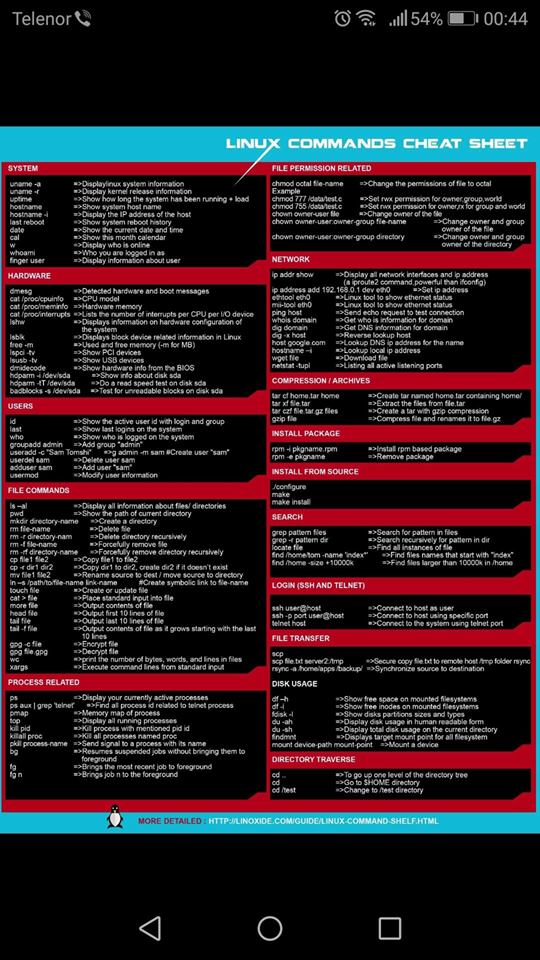 Telenor
54%
00:44
LINUX COMMANDS CHEAT SHEET
SYSTEM
uname -a =>Displaylinux system information
uname -r =>Display kernel release information
uptime =>Show how long the system has been running + load
hostname =>Show system host name
hostname -i =>Display the IP address of the host
last reboot =>Show system reboot history
date =>Show the current date and time
cal =>Show this month calendar
w =>Display who is online
whoami =>Who you are logged in as
finger user =>Display information about user
HARDWARE
dmesg =>Detected hardware and boot messages
cat /proc/cpuinfo =>CPU model
cat /proc/meminfo =>Hardware memory
cat /proc/interrupts =>Lists the number of interrupts per CPU per I/O device
lshw =>Displays information on hardware configuration of
the system
lsblk =>Displays block device related information in Linux
free -m =>Used and free memory (-m for MB)
lspci -tv =>Show PCI devices
lsusb -tv =>Show USB devices
dmidecode =>Show hardware info from the BIOS
hdparm -i /dev/sda =>Show info about disk sda
hdparm -tT /dev/sda =>Do a read speed test on disk sda
badblocks -s /dev/sda =>Test for unreadable blocks on disk sda
USERS
id =>Show the active user id with login and group
last =>Show last logins on the system
who =>Show who is logged on the system
groupadd admin =>Add group "admin"
useradd -c "Sam Tomshi" =>g admin -m sam #Create user "sam"
userdel sam =>Delete user sam
adduser sam =>Add user "sam"
usermod =>Modify user information
FILE COMMANDS
ls –al =>Display all information about files/ directories
pwd =>Show the path of current directory
mkdir directory-name =>Create a directory
rm file-name =>Delete file
rm -r directory-nam =>Delete directory recursively
rm -f file-name =>Forcefully remove file
rm -rf directory-name =>Forcefully remove directory recursively
cp file1 file2 =>Copy file1 to file2
cp -r dir1 dir2 =>Copy dir1 to dir2, create dir2 if it doesn't exist
mv file1 file2 =>Rename source to dest / move source to directory
ln –s /path/to/file-name link-name #Create symbolic link to file-name
touch file =>Create or update file
cat > file =>Place standard input into file
more file =>Output contents of file
head file =>Output first 10 lines of file
tail file =>Output last 10 lines of file
tail -f file =>Output contents of file as it grows starting with the last
10 lines
gpg -c file =>Encrypt file
gpg file.gpg =>Decrypt file
wc =>print the number of bytes, words, and lines in files
xargs =>Execute command lines from standard input
PROCESS RELATED
ps =>Display your currently active processes
ps aux | grep 'telnet' =>Find all process id related to telnet process
pmap =>Memory map of process
top =>Display all running processes
kill pid =>Kill process with mentioned pid id
killall proc =>Kill all processes named proc
pkill process-name =>Send signal to a process with its name
bg =>Resumes suspended jobs without bringing them to
foreground
fg =>Brings the most recent job to foreground
fg n =>Brings job n to the foreground
FILE PERMISSION RELATED
chmod octal file-name =>Change the permissions of file to octal
Example
chmod 777 /data/test.c =>Set rwx permission for owner,group,world
chmod 755 /data/test.c =>Set rwx permission for owner,rx for group and world
chown owner-user file =>Change owner of the file
chown owner-user:owner-group file-name =>Change owner and group
owner of the file
chown owner-user:owner-group directory =>Change owner and group owner
of the directory
NETWORK
ip addr show =>Display all network interfaces and ip address
(a iproute2 command,powerful than ifconfig)
ip address add 192.168.0.1 dev eth0 =>Set ip address
ethtool eth0 =>Linux tool to show ethernet status
mii-tool eth0 =>Linux tool to show ethernet status
ping host =>Send echo request to test connection
whois domain =>Get who is information for domain
dig domain =>Get DNS information for domain
dig -x host =>Reverse lookup host
host google.com =>Lookup DNS ip address for the name
hostname –i =>Lookup local ip address
wget file =>Download file
netstat -tupl =>Listing all active listening ports
COMPRESSION / ARCHIVES
tar cf home.tar home =>Create tar named home.tar containing home/
tar xf file.tar =>Extract the files from file.tar
tar czf file.tar.gz files =>Create a tar with gzip compression
gzip file =>Compress file and renames it to file.gz
INSTALL PACKAGE
rpm -i pkgname.rpm =>Install rpm based package
rpm -e pkgname =>Remove package
INSTALL FROM SOURCE
./configure
make
make install
SEARCH
grep pattern files =>Search for pattern in files
grep -r pattern dir =>Search recursively for pattern in dir
locate file =>Find all instances of file
find /home/tom -name 'index*' =>Find files names that start with "index"
find /home -size +10000k =>Find files larger than 10000k in /home
LOGIN (SSH AND TELNET)
ssh user@host =>Connect to host as user
ssh -p port user@host =>Connect to host using specific port
telnet host =>Connect to the system using telnet port
FILE TRANSFER
scp
scp file.txt server2:/tmp =>Secure copy file.txt to remote host /tmp folder rsync
rsync -a /home/apps /backup/ =>Synchronize source to destination
DISK USAGE
df –h =>Show free space on mounted filesystems
df -i =>Show free inodes on mounted filesystems
fdisk -l =>Show disks partitions sizes and types
du -ah =>Display disk usage in human readable form
du -sh =>Display total disk usage on the current directory
findmnt =>Displays target mount point for all filesystem
mount device-path mount-point =>Mount a device
DIRECTORY TRAVERSE
cd .. =>To go up one level of the directory tree
cd =>Go to $HOME directory
cd /test =>Change to /test directory
MORE DETAILED : HTTP://LINOXIDE.COM/GUIDE/LINUX-COMMAND-SHELF.HTML